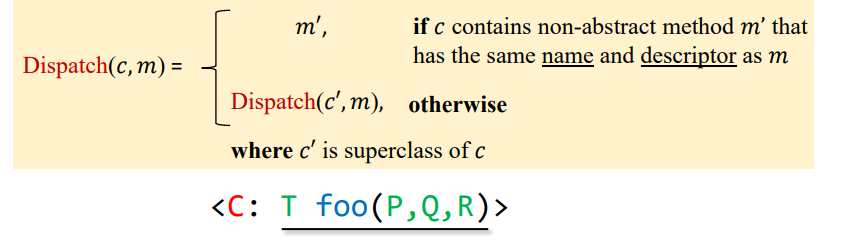 m′, if c contains non-abstract method m’ that
Dispatch(c, m) = has the same name and descriptor as m
Dispatch(c′, m), otherwise
where c′ is superclass of c
<C: T foo(P,Q,R)>